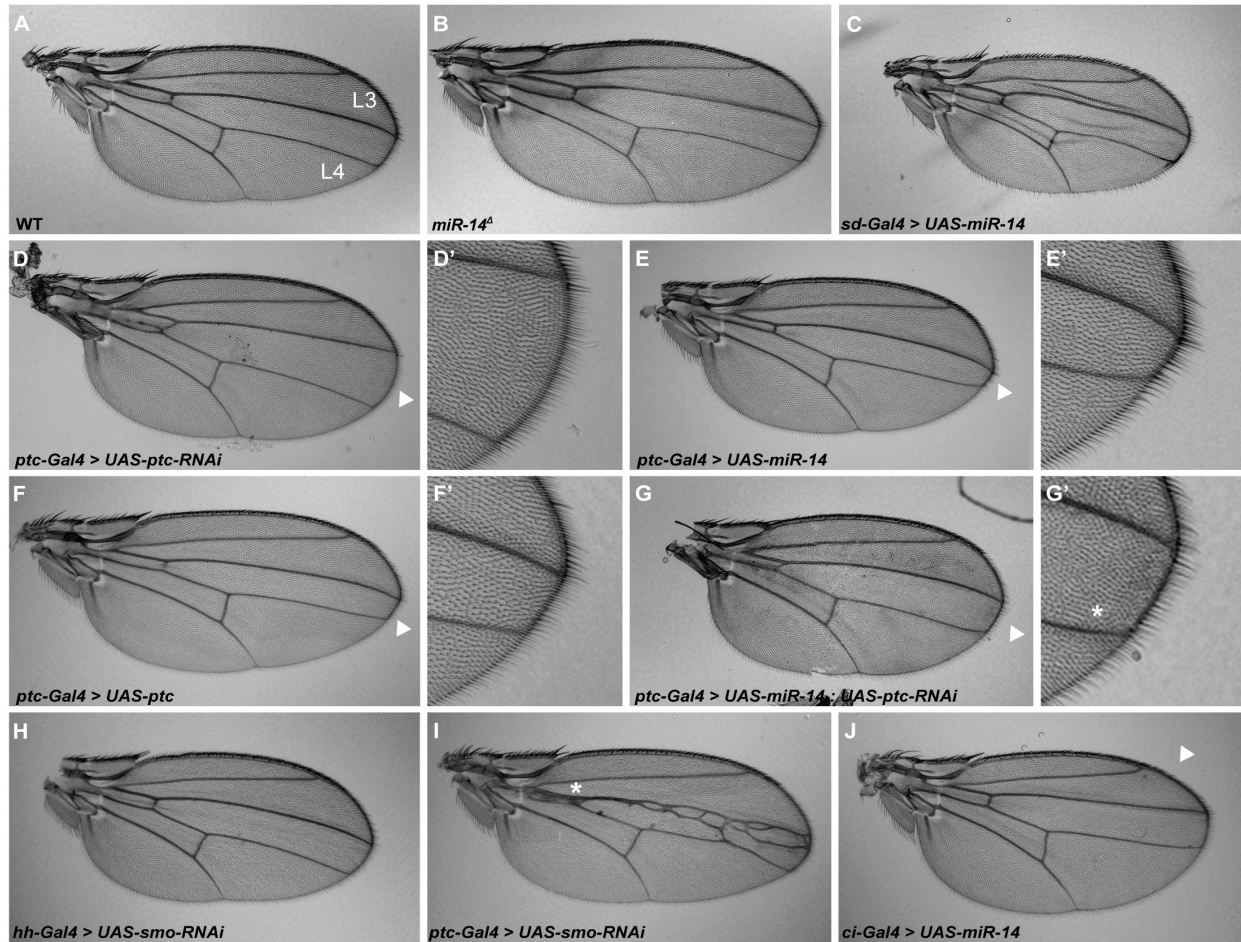 A
L3
L4
WT
B
miR-14Δ
C
sd-Gal4 > UAS-miR-14
D
ptc-Gal4 > UAS-ptc-RNAi
D’
E
ptc-Gal4 > UAS-miR-14
E’
F
ptc-Gal4 > UAS-ptc
F’
G
ptc-Gal4 > UAS-miR-14 ; UAS-ptc-RNAi
G’
*
H
hh-Gal4 > UAS-smo-RNAi
I
*
ptc-Gal4 > UAS-smo-RNAi
J
ci-Gal4 > UAS-miR-14